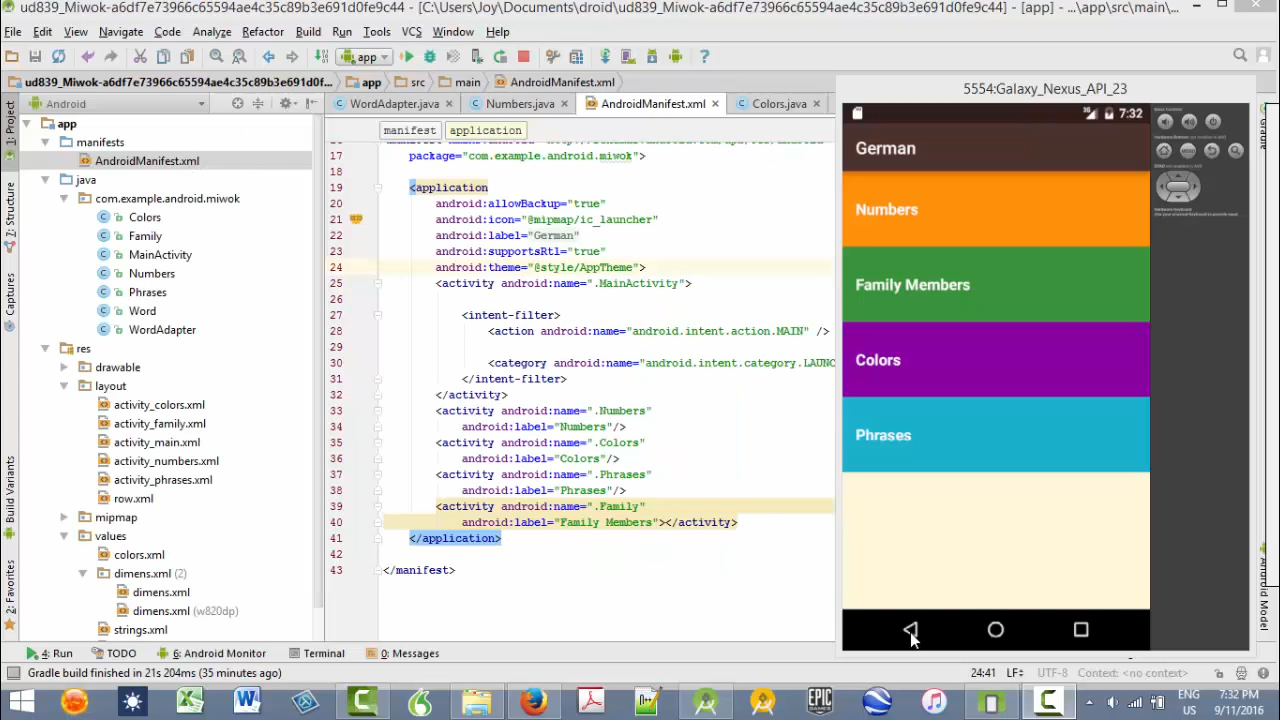 ud839_Miwok-a6df7e73966c65594ae4c35c89b3e691d0fe9c44 - [C:\Users\Joy\Documents\droid\ud839_Miwok-a6df7e73966c65594ae4c35c89b3e691d0fe9c44] - [app] - ...\app\src\main\...
File Edit View Navigate Code Analyze Refactor Build Run Tools VCS Window Help
app
ud839_Miwok-a6df7e73966c65594ae4c35c89b3e691d0f... app src main AndroidManifest.xml
Android
WordAdapter.java Numbers.java AndroidManifest.xml Colors.java
manifest application
1: Project
7: Structure
Captures
Build Variants
2: Favorites
app
manifests
AndroidManifest.xml
java
com.example.android.miwok
Colors
Family
MainActivity
Numbers
Phrases
Word
WordAdapter
res
drawable
layout
activity_colors.xml
activity_family.xml
activity_main.xml
activity_numbers.xml
activity_phrases.xml
row.xml
mipmap
values
colors.xml
dimens.xml (2)
dimens.xml
dimens.xml (w820dp)
strings.xml
17 package="com.example.android.miwok">
18
19 <application
20 android:allowBackup="true"
21 android:icon="@mipmap/ic_launcher"
22 android:label="German"
23 android:supportsRtl="true"
24 android:theme="@style/AppTheme">
25 <activity android:name=".MainActivity">
26
27 <intent-filter>
28 <action android:name="android.intent.action.MAIN" />
29
30 <category android:name="android.intent.category.LAUNC
31 </intent-filter>
32 </activity>
33 <activity android:name=".Numbers"
34 android:label="Numbers"/>
35 <activity android:name=".Colors"
36 android:label="Colors"/>
37 <activity android:name=".Phrases"
38 android:label="Phrases"/>
39 <activity android:name=".Family"
40 android:label="Family Members"></activity>
41 </application>
42
43 </manifest>
5554:Galaxy_Nexus_API_23
7:32
German
Numbers
Family Members
Colors
Phrases
4: Run TODO 6: Android Monitor Terminal 0: Messages
Gradle build finished in 21s 204ms (35 minutes ago) 24:41 LF÷ UTF-8 Context: <no context>
EPIC GAMES
ENG 7:32 PM
US 9/11/2016